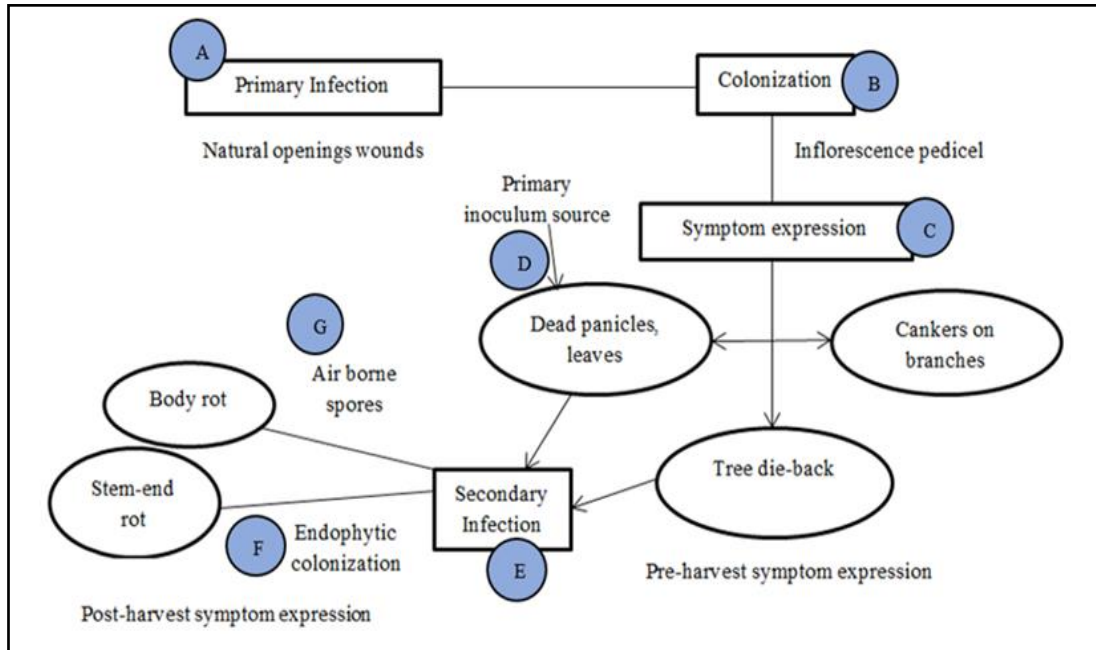 A
Primary Infection
Colonization
B
Natural openings wounds
Inflorescence pedicel
Primary
inoculum source
Symptom expression
C
D
Dead panicles,
leaves
Cankers on
branches
G
Air borne
spores
Body rot
Stem-end
rot
Secondary
Infection
Tree die-back
F
Endophytic
colonization
E
Pre-harvest symptom expression
Post-harvest symptom expression